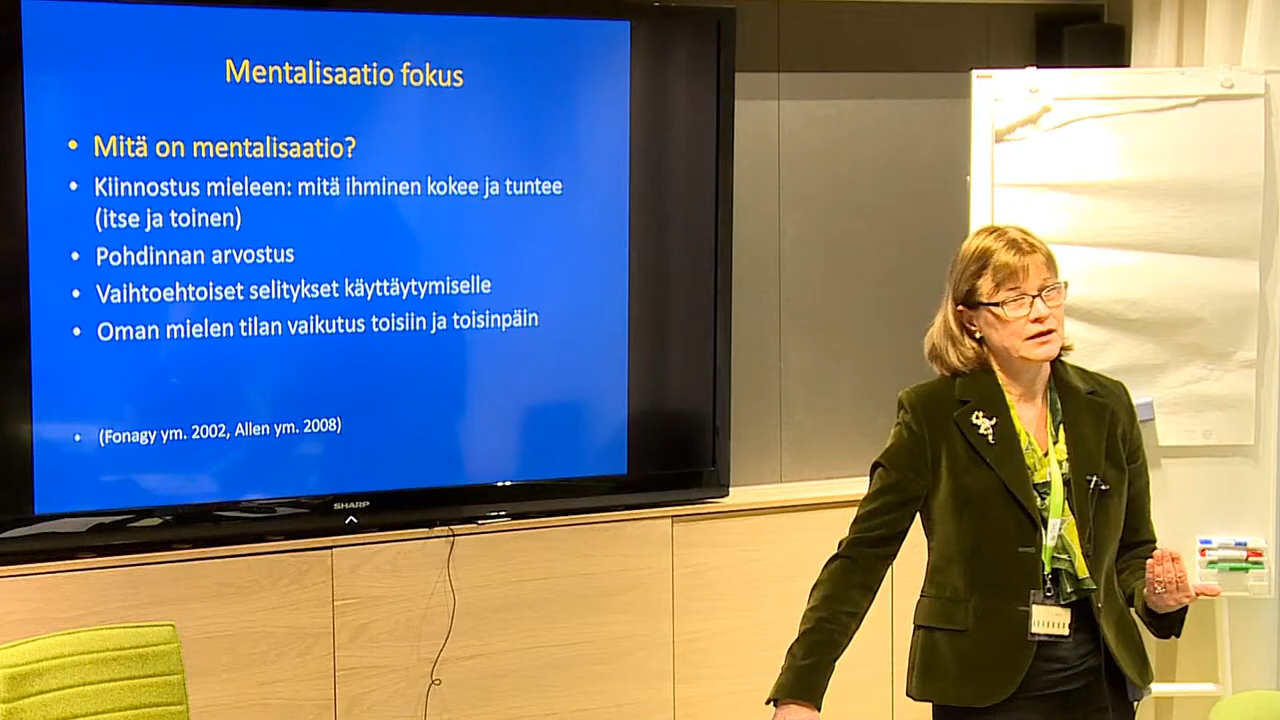 Mentalisaatio fokus
• Mitä on mentalisaatio?
• Kiinnostus mieleen: mitä ihminen kokee ja tuntee
(itse ja toinen)
• Pohdinnan arvostus
• Vaihtoehtoiset selitykset käyttäytymiselle
• Oman mielen tilan vaikutus toisiin ja toisinpäin
• (Fonagy ym. 2002, Allen ym. 2008)
SHARP